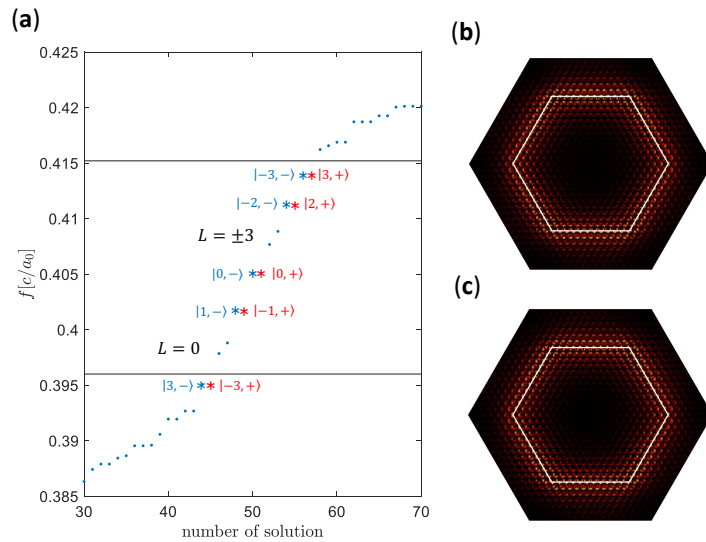 (a)
(b)
(c)
0.425
0.42
0.415
0.41
0.405
0.4
0.395
0.39
0.385
f[c/a₀]
|−3, −⟩ ** |3, +⟩
|−2, −⟩ ** |2, +⟩
L = ±3
|0, −⟩ ** |0, +⟩
|1, −⟩ ** |−1, +⟩
L = 0
|3, −⟩ ** |−3, +⟩
30 40 50 60 70
number of solution